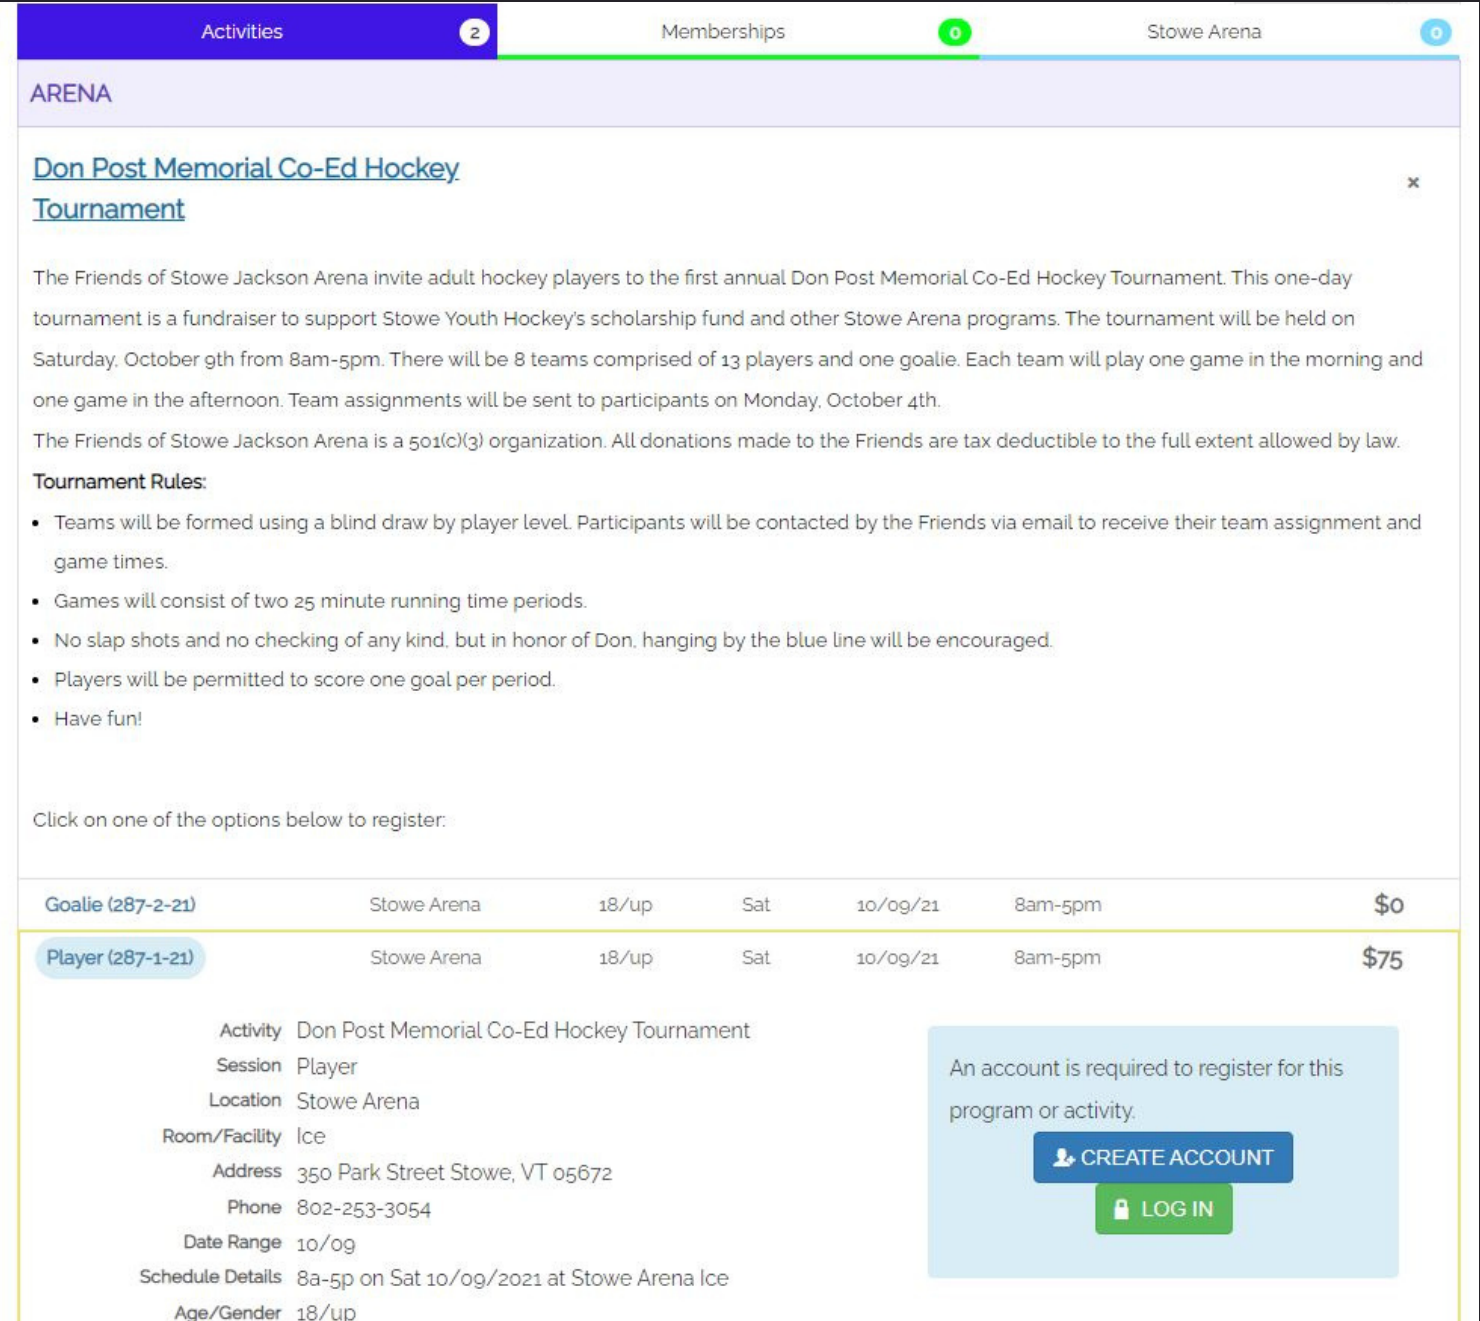 Activities 2 Memberships 0 Stowe Arena 0
ARENA
Don Post Memorial Co-Ed Hockey
Tournament
×
The Friends of Stowe Jackson Arena invite adult hockey players to the first annual Don Post Memorial Co-Ed Hockey Tournament. This one-day
tournament is a fundraiser to support Stowe Youth Hockey's scholarship fund and other Stowe Arena programs. The tournament will be held on
Saturday, October 9th from 8am-5pm. There will be 8 teams comprised of 13 players and one goalie. Each team will play one game in the morning and
one game in the afternoon. Team assignments will be sent to participants on Monday, October 4th.
The Friends of Stowe Jackson Arena is a 501(c)(3) organization. All donations made to the Friends are tax deductible to the full extent allowed by law.
Tournament Rules:
• Teams will be formed using a blind draw by player level. Participants will be contacted by the Friends via email to receive their team assignment and
game times.
• Games will consist of two 25 minute running time periods.
• No slap shots and no checking of any kind, but in honor of Don, hanging by the blue line will be encouraged.
• Players will be permitted to score one goal per period.
• Have fun!
Click on one of the options below to register:
Goalie (287-2-21) Stowe Arena 18/up Sat 10/09/21 8am-5pm $0
Player (287-1-21) Stowe Arena 18/up Sat 10/09/21 8am-5pm $75
Activity Don Post Memorial Co-Ed Hockey Tournament
Session Player
Location Stowe Arena
Room/Facility Ice
Address 350 Park Street Stowe, VT 05672
Phone 802-253-3054
Date Range 10/09
Schedule Details 8a-5p on Sat 10/09/2021 at Stowe Arena Ice
Age/Gender 18/up
An account is required to register for this
program or activity.
CREATE ACCOUNT
LOG IN